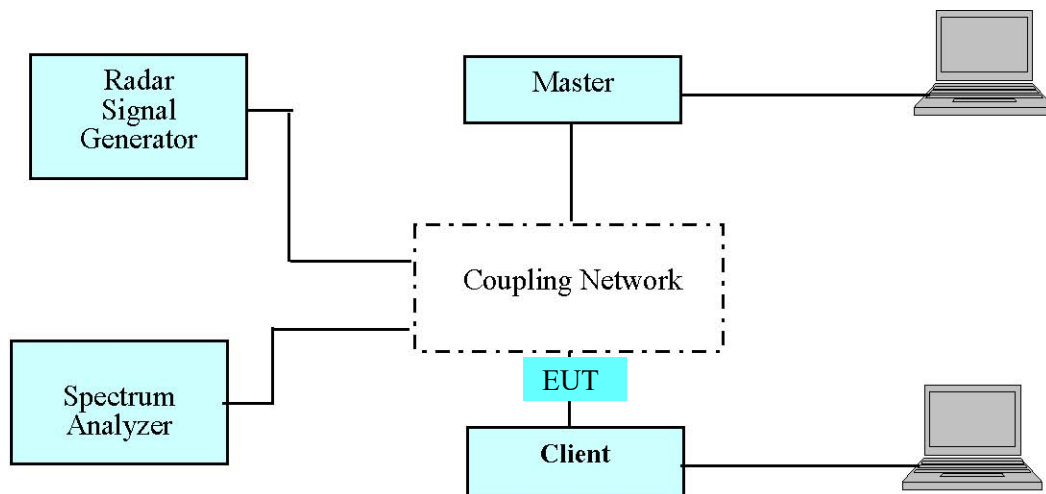 Radar
Signal
Generator
Master
Coupling Network
EUT
Spectrum
Analyzer
Client